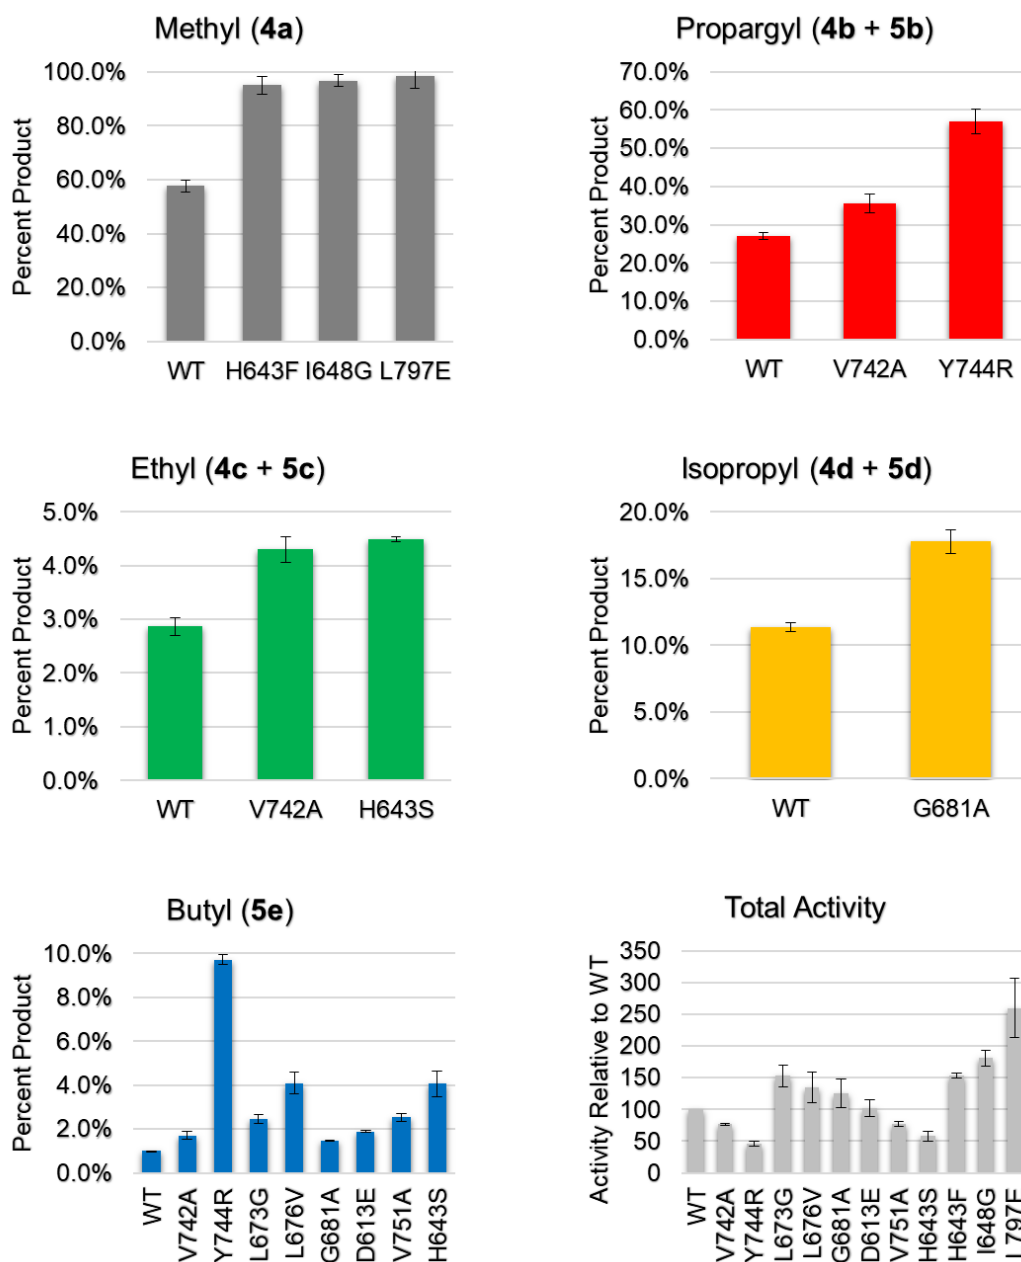 Methyl (4a)
Percent Product
100.0%
80.0%
60.0%
40.0%
20.0%
0.0%
WT H643F I648G L797E
Propargyl (4b + 5b)
Percent Product
70.0%
60.0%
50.0%
40.0%
30.0%
20.0%
10.0%
0.0%
WT V742A Y744R
Ethyl (4c + 5c)
Percent Product
5.0%
4.0%
3.0%
2.0%
1.0%
0.0%
WT V742A H643S
Isopropyl (4d + 5d)
Percent Product
20.0%
15.0%
10.0%
5.0%
0.0%
WT G681A
Butyl (5e)
Percent Product
10.0%
8.0%
6.0%
4.0%
2.0%
0.0%
WT
V742A
Y744R
L673G
L676V
G681A
D613E
V751A
H643S
Total Activity
Activity Relative to WT
350
300
250
200
150
100
50
0
WT
V742A
Y744R
L673G
L676V
G681A
D613E
V751A
H643S
H643F
I648G
L797E